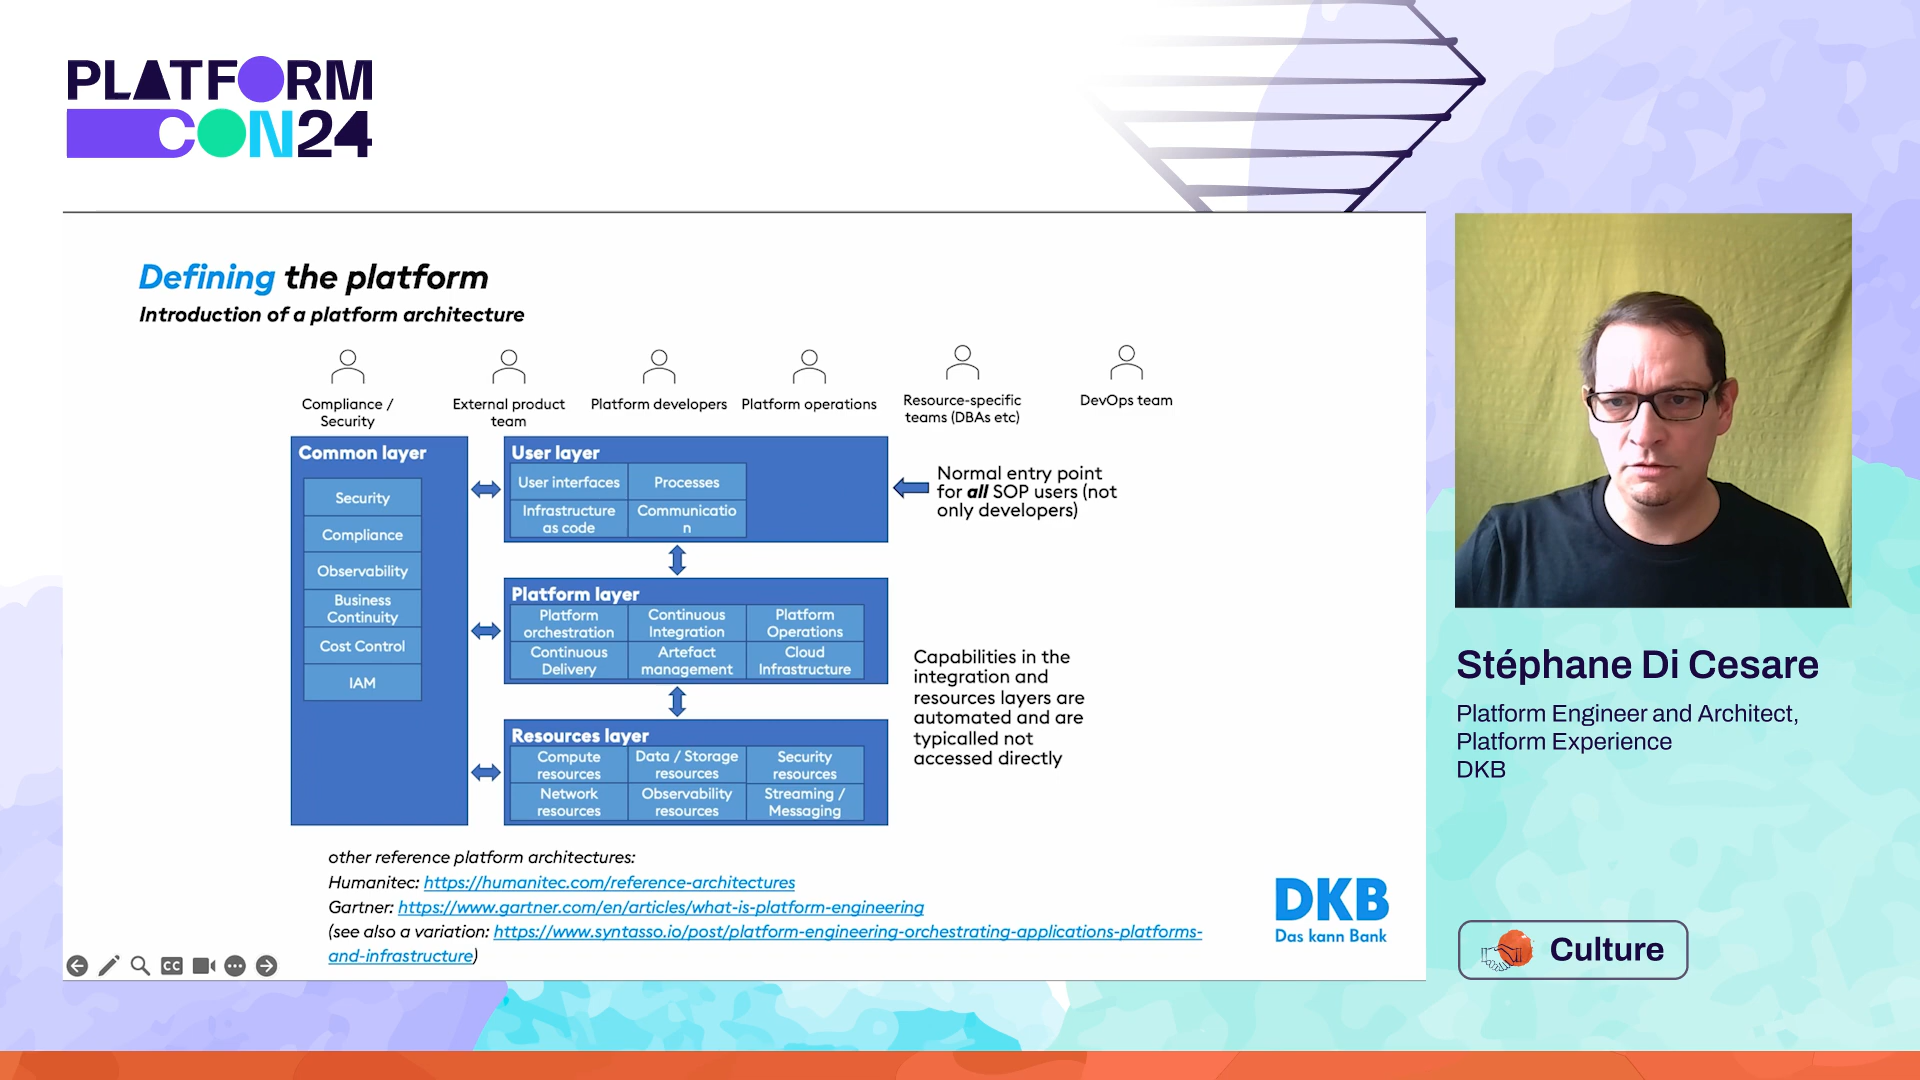 PLATFORM
CON24
Defining the platform
Introduction of a platform architecture
Compliance /
Security
External product
team
Platform developers
Platform operations
Resource-specific
teams (DBAs etc)
DevOps team
Common layer
Security
Compliance
Observability
Business
Continuity
Cost Control
IAM
User layer
User interfaces
Processes
Infrastructure
as code
Communicatio
n
Normal entry point
for all SOP users (not
only developers)
Platform layer
Platform
orchestration
Continuous
Integration
Platform
Operations
Continuous
Delivery
Artefact
management
Cloud
Infrastructure
Capabilities in the
integration and
resources layers are
automated and are
typicalled not
accessed directly
Resources layer
Compute
resources
Data / Storage
resources
Security
resources
Network
resources
Observability
resources
Streaming /
Messaging
other reference platform architectures:
Humanitec: https://humanitec.com/reference-architectures
Gartner: https://www.gartner.com/en/articles/what-is-platform-engineering
(see also a variation: https://www.syntasso.io/post/platform-engineering-orchestrating-applications-platforms-
and-infrastructure)
DKB
Das kann Bank
CC
Stéphane Di Cesare
Platform Engineer and Architect,
Platform Experience
DKB
Culture